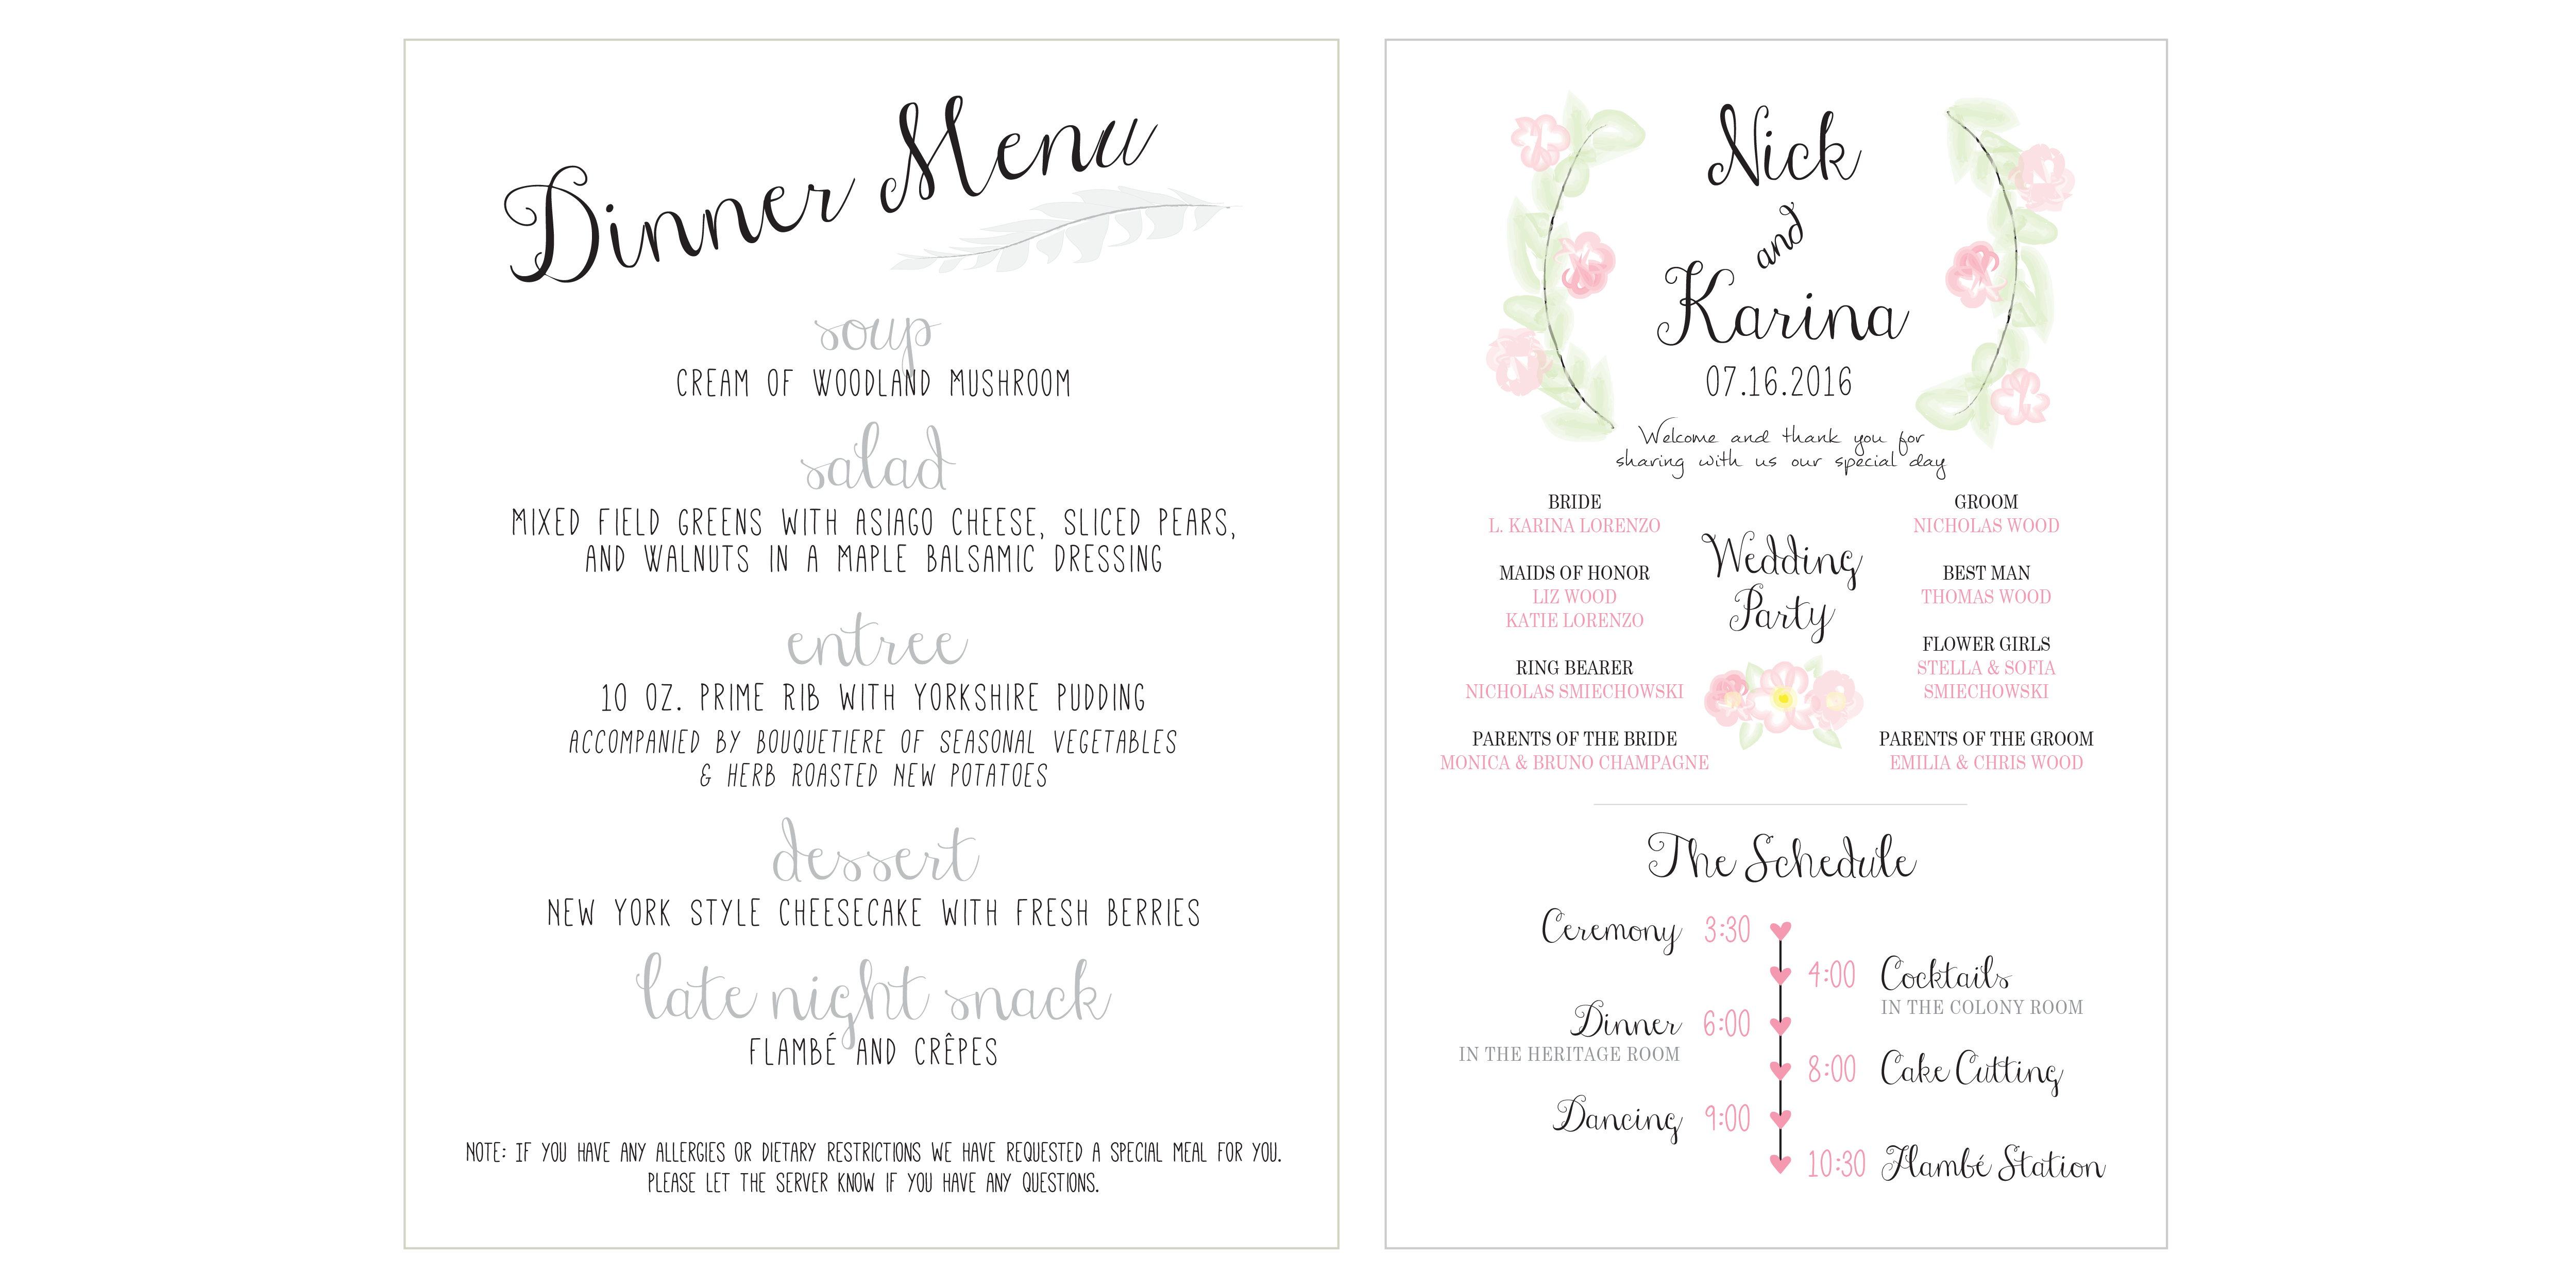 Dinner Menu
soup
CREAM OF WOODLAND MUSHROOM
salad
MIXED FIELD GREENS WITH ASIAGO CHEESE, SLICED PEARS,
AND WALNUTS IN A MAPLE BALSAMIC DRESSING
entree
10 OZ. PRIME RIB WITH YORKSHIRE PUDDING
ACCOMPANIED BY BOUQUETIERE OF SEASONAL VEGETABLES
& HERB ROASTED NEW POTATOES
dessert
NEW YORK STYLE CHEESECAKE WITH FRESH BERRIES
late night snack
FLAMBÉ AND CRÊPES
NOTE: IF YOU HAVE ANY ALLERGIES OR DIETARY RESTRICTIONS WE HAVE REQUESTED A SPECIAL MEAL FOR YOU.
PLEASE LET THE SERVER KNOW IF YOU HAVE ANY QUESTIONS.
Nick
and
Karina
07.16.2016
Welcome and thank you for
sharing with us our special day
Wedding
Party
BRIDE
L. KARINA LORENZO
MAIDS OF HONOR
LIZ WOOD
KATIE LORENZO
RING BEARER
NICHOLAS SMIECHOWSKI
PARENTS OF THE BRIDE
MONICA & BRUNO CHAMPAGNE
GROOM
NICHOLAS WOOD
BEST MAN
THOMAS WOOD
FLOWER GIRLS
STELLA & SOFIA
SMIECHOWSKI
PARENTS OF THE GROOM
EMILIA & CHRIS WOOD
The Schedule
Ceremony 3:30
4:00 Cocktails
IN THE COLONY ROOM
Dinner 6:00
IN THE HERITAGE ROOM
8:00 Cake Cutting
Dancing 9:00
10:30 Flambé Station